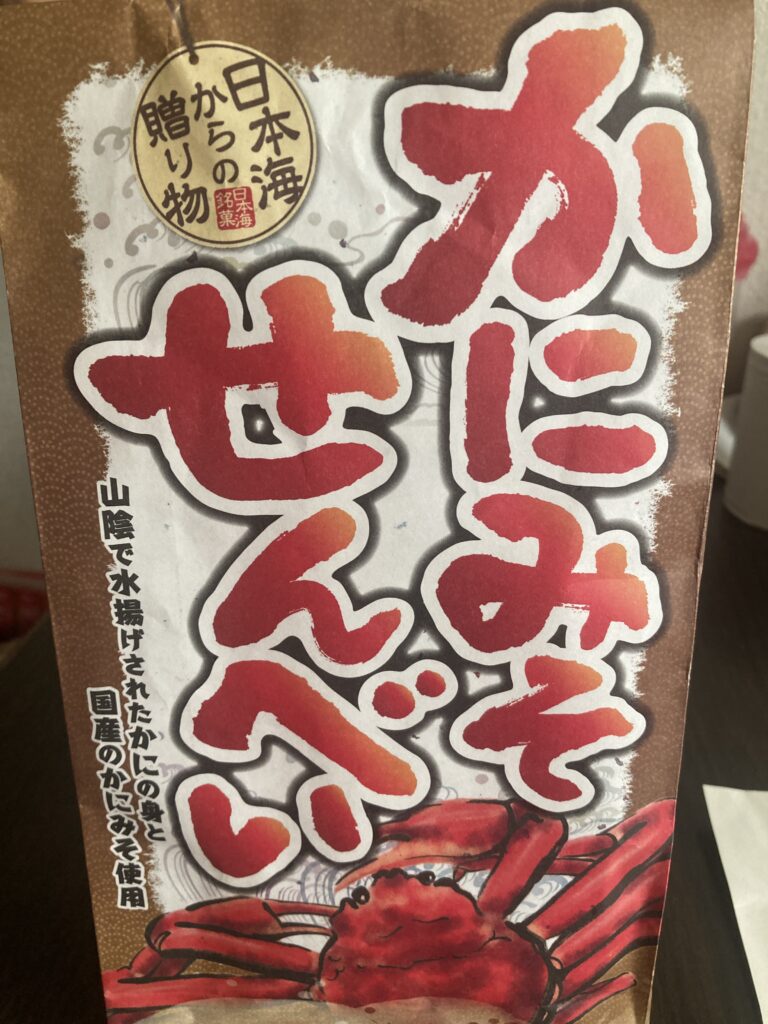 かにみそ
せんべい
日本海
からの
贈り物
日本海
銘菓
山陰で水揚げされたかにの身と
国産のかにみそ使用